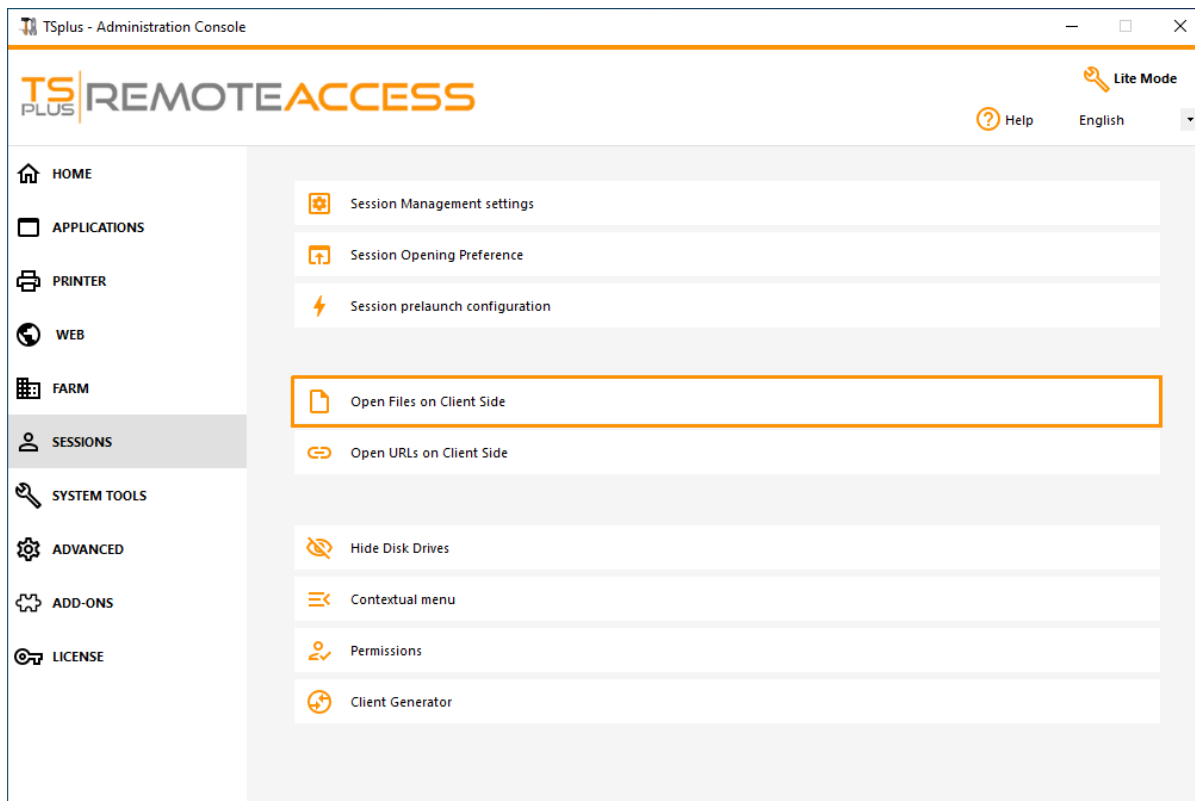 TSplus - Administration Console
TS PLUS REMOTEACCESS
Lite Mode
Help
English
HOME
APPLICATIONS
PRINTER
WEB
FARM
SESSIONS
SYSTEM TOOLS
ADVANCED
ADD-ONS
LICENSE
Session Management settings
Session Opening Preference
Session prelaunch configuration
Open Files on Client Side
Open URLs on Client Side
Hide Disk Drives
Contextual menu
Permissions
Client Generator